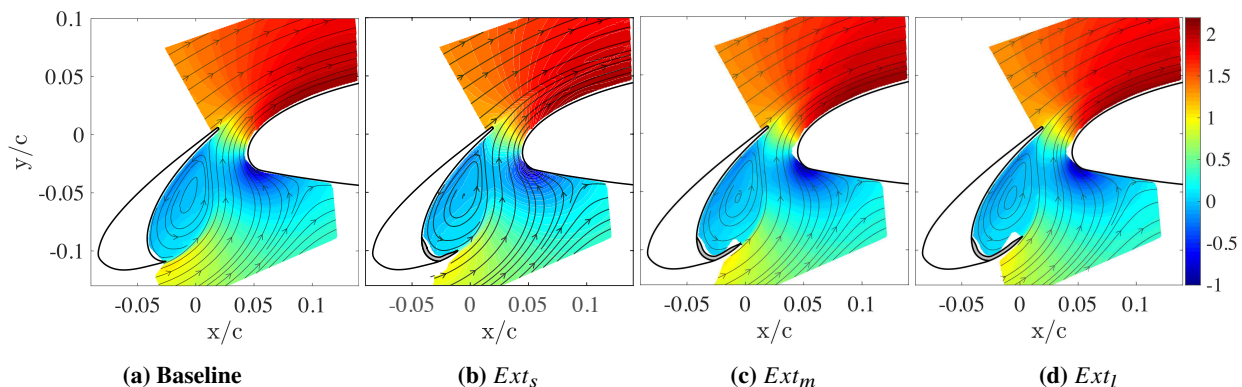 0.1
0.05
0
-0.05
-0.1
y/c
-0.05 0 0.05 0.1
x/c
-0.05 0 0.05 0.1
x/c
-0.05 0 0.05 0.1
x/c
-0.05 0 0.05 0.1
x/c
2
1.5
1
0.5
0
-0.5
-1
(a) Baseline
(b) Ext_s
(c) Ext_m
(d) Ext_l